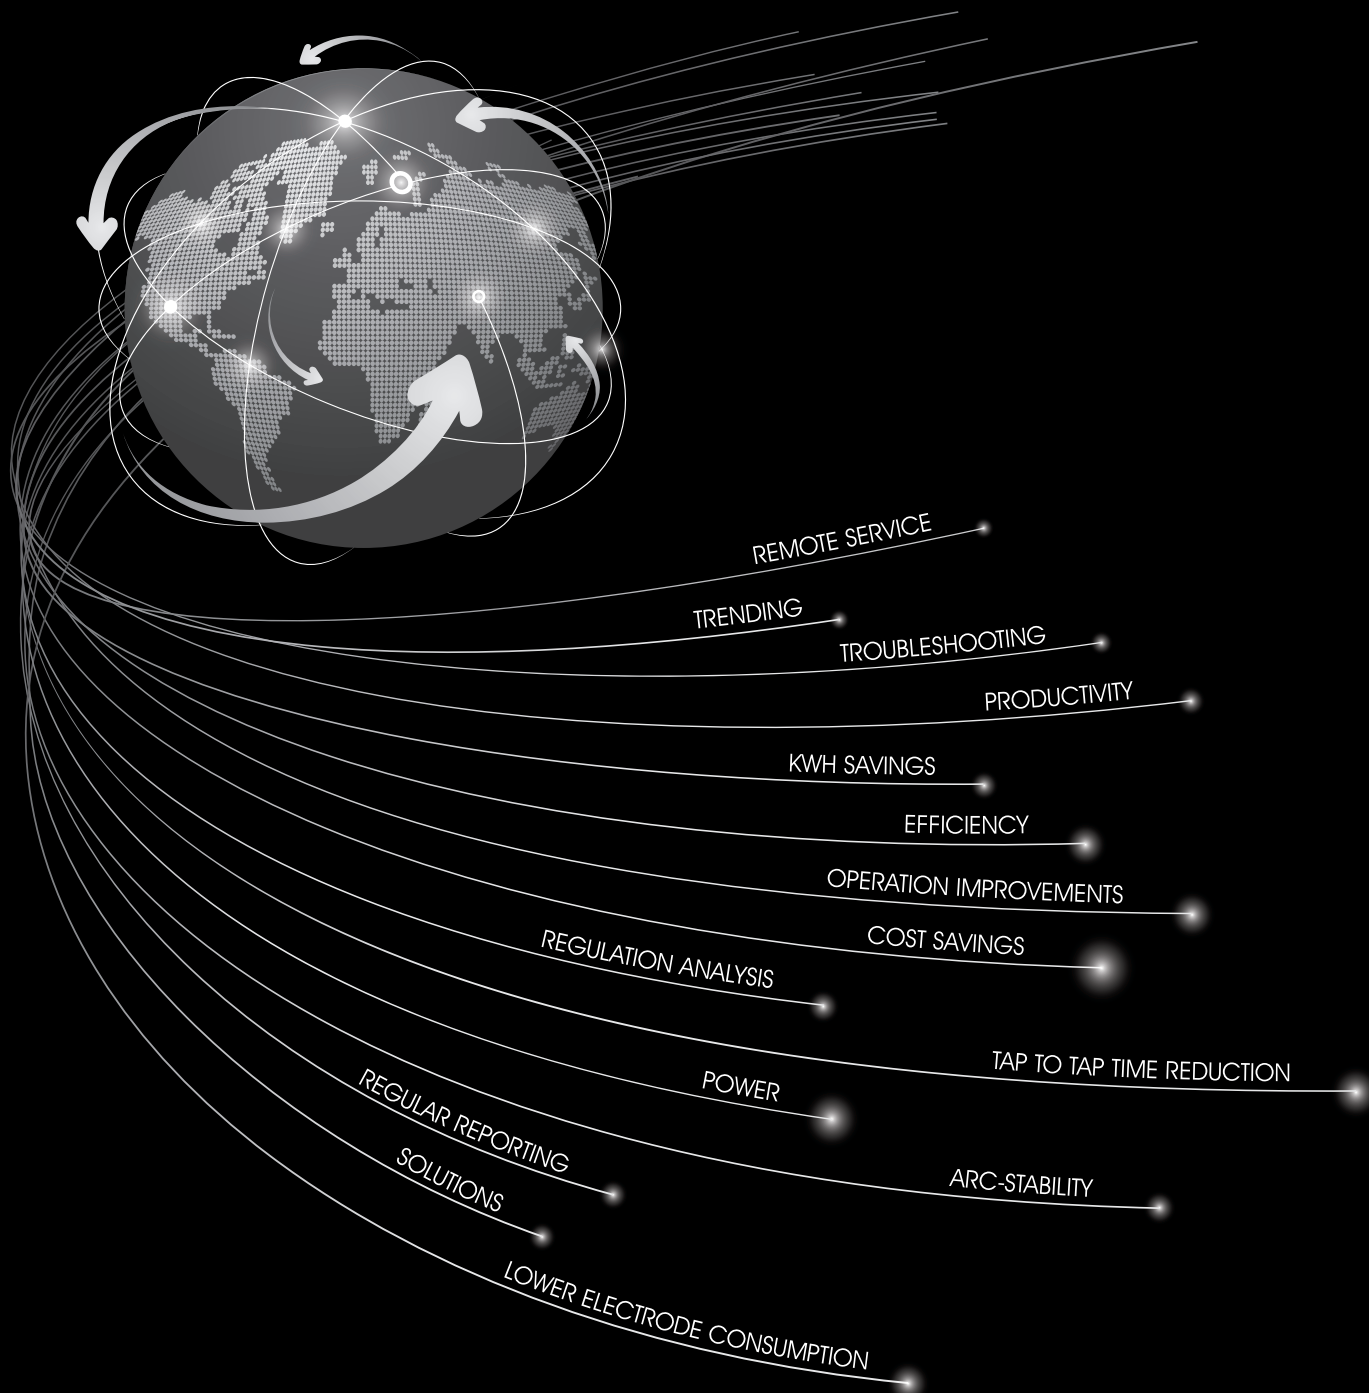 REMOTE SERVICE
TRENDING
TROUBLESHOOTING
PRODUCTIVITY
KWH SAVINGS
EFFICIENCY
OPERATION IMPROVEMENTS
COST SAVINGS
REGULATION ANALYSIS
TAP TO TAP TIME REDUCTION
POWER
REGULAR REPORTING
ARC-STABILITY
SOLUTIONS
LOWER ELECTRODE CONSUMPTION